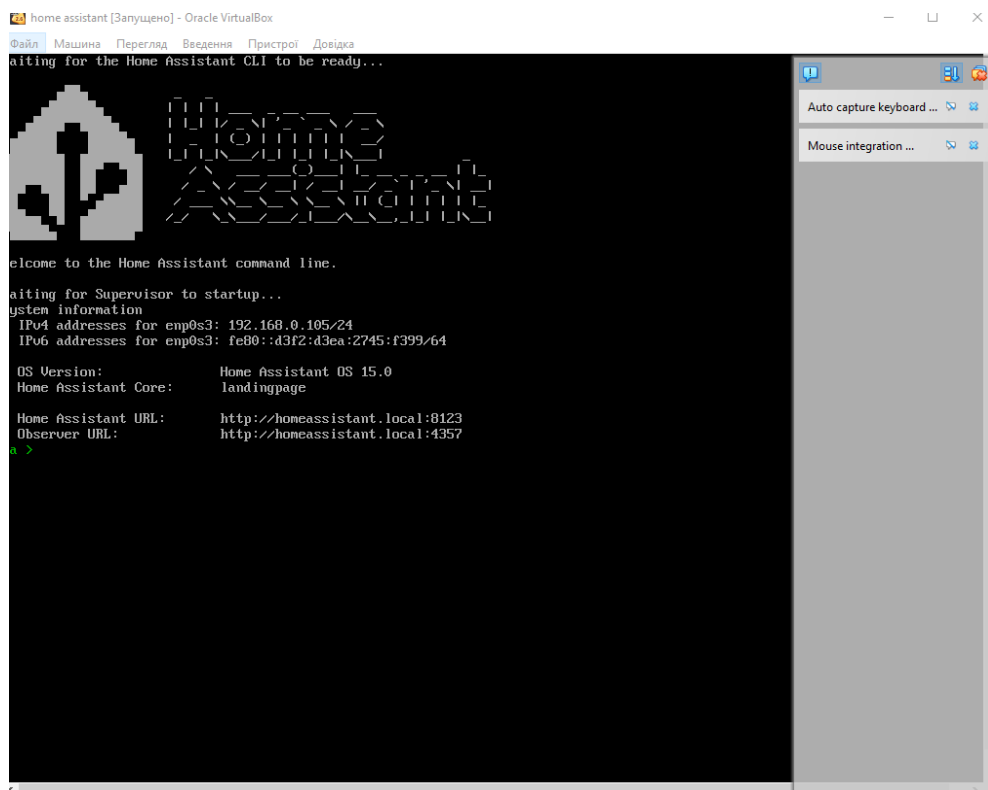 home assistant [Запущено] - Oracle VirtualBox
Файл Машина Перегляд Введення Пристрої Довідка
aiting for the Home Assistant CLI to be ready...
Home
Assistant
elcome to the Home Assistant command line.
aiting for Supervisor to startup...
ystem information
IPv4 addresses for enp0s3: 192.168.0.105/24
IPv6 addresses for enp0s3: fe80::d3f2:d3ea:2745:f399/64
OS Version: Home Assistant OS 15.0
Home Assistant Core: landingpage
Home Assistant URL: http://homeassistant.local:8123
Observer URL: http://homeassistant.local:4357
a >
Auto capture keyboard ...
Mouse integration ...